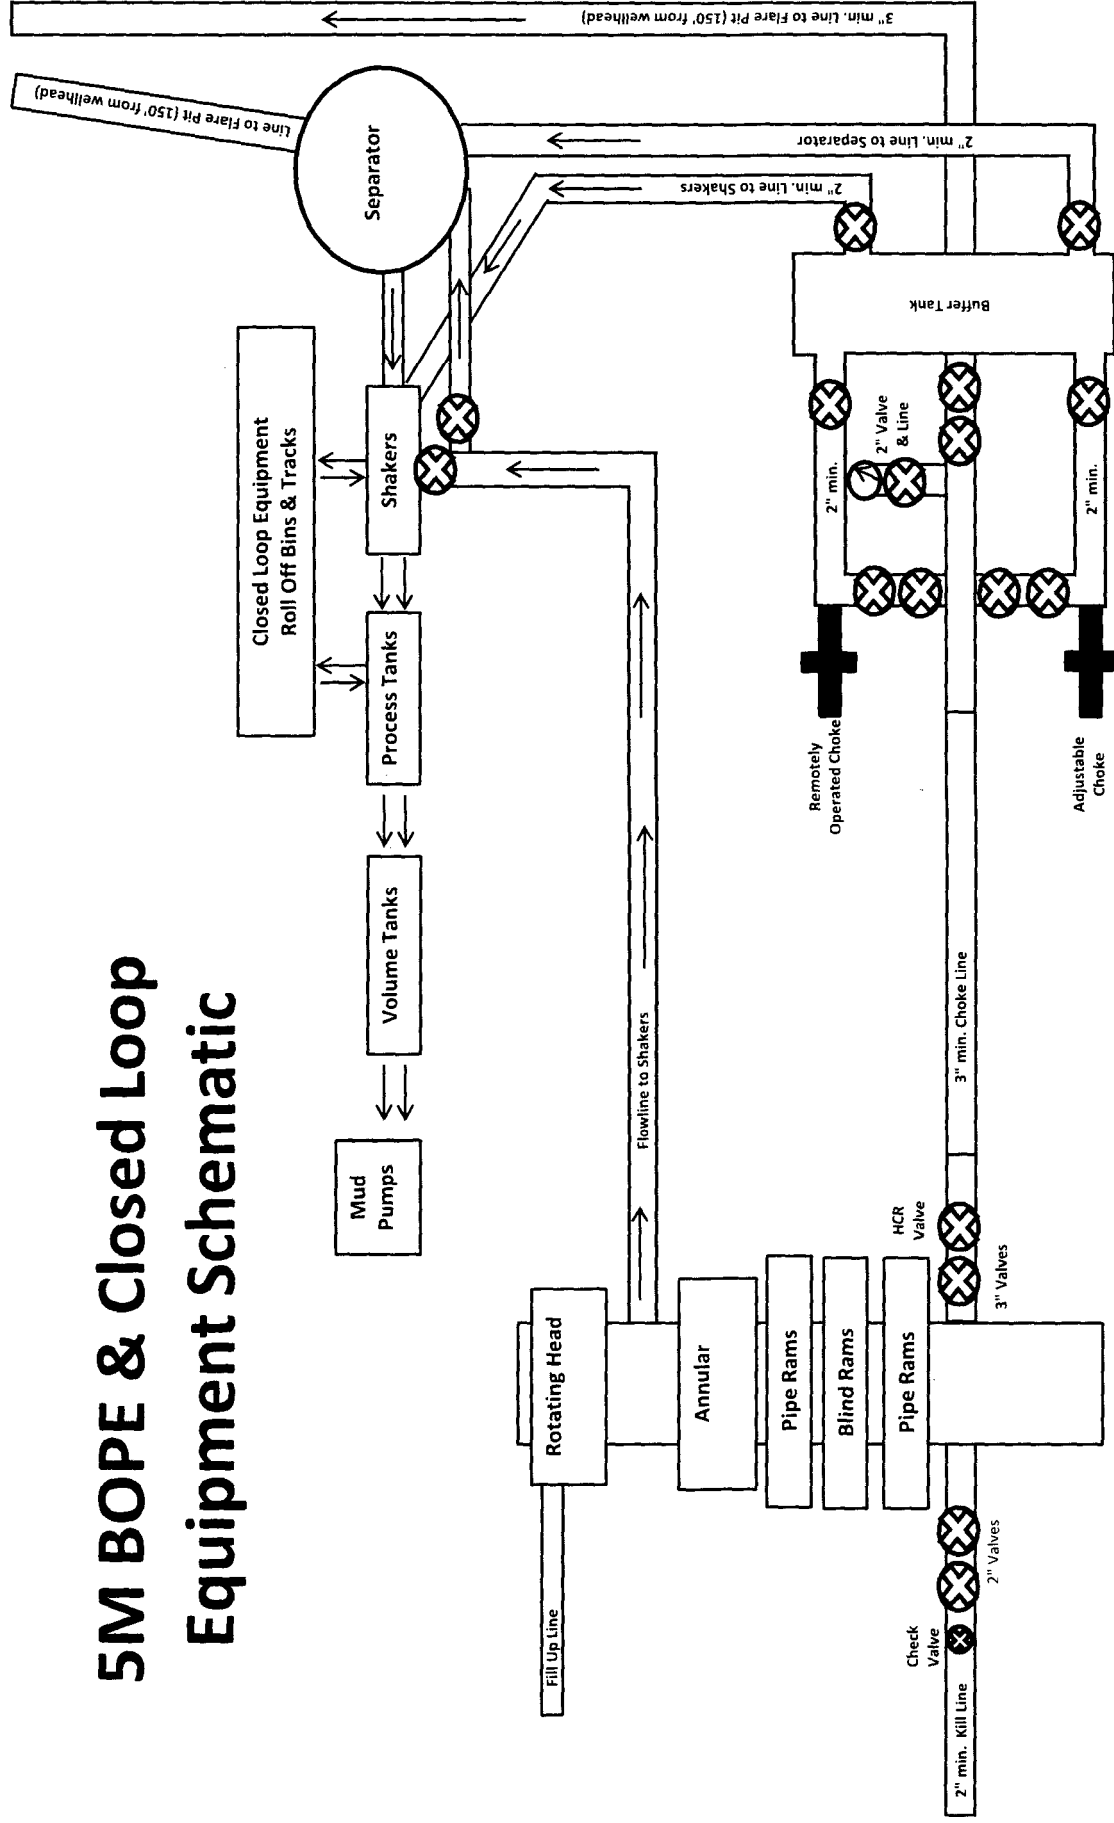 5M BOPE & Closed Loop
Equipment Schematic
Closed Loop Equipment
Roll Off Bins & Tracks
Line to Flare Pit (150' from wellhead)
3" min. Line to Flare Pit (150' from wellhead)
Separator
Mud
Pumps
Volume Tanks
Process Tanks
Shakers
2" min. Line to Shakers
2" min. Line to Separator
Fill Up Line
Rotating Head
Flowline to Shakers
Annular
Pipe Rams
Blind Rams
Pipe Rams
Remotely
Operated Choke
2" min.
2" Valve
& Line
Buffer Tank
HCR
Valve
Check
Valve
2" min. Kill Line
2" Valves
3" Valves
3" min. Choke Line
Adjustable
Choke
2" min.